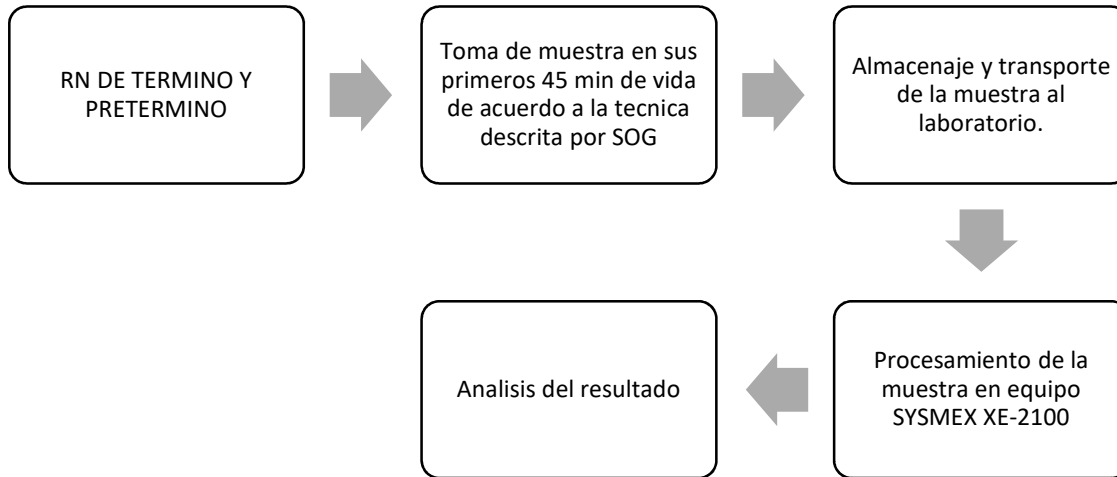 RN DE TERMINO Y
PRETERMINO
Toma de muestra en sus
primeros 45 min de vida
de acuerdo a la tecnica
descrita por SOG
Almacenaje y transporte
de la muestra al
laboratorio.
Procesamiento de la
muestra en equipo
SYSMEX XE-2100
Analisis del resultado